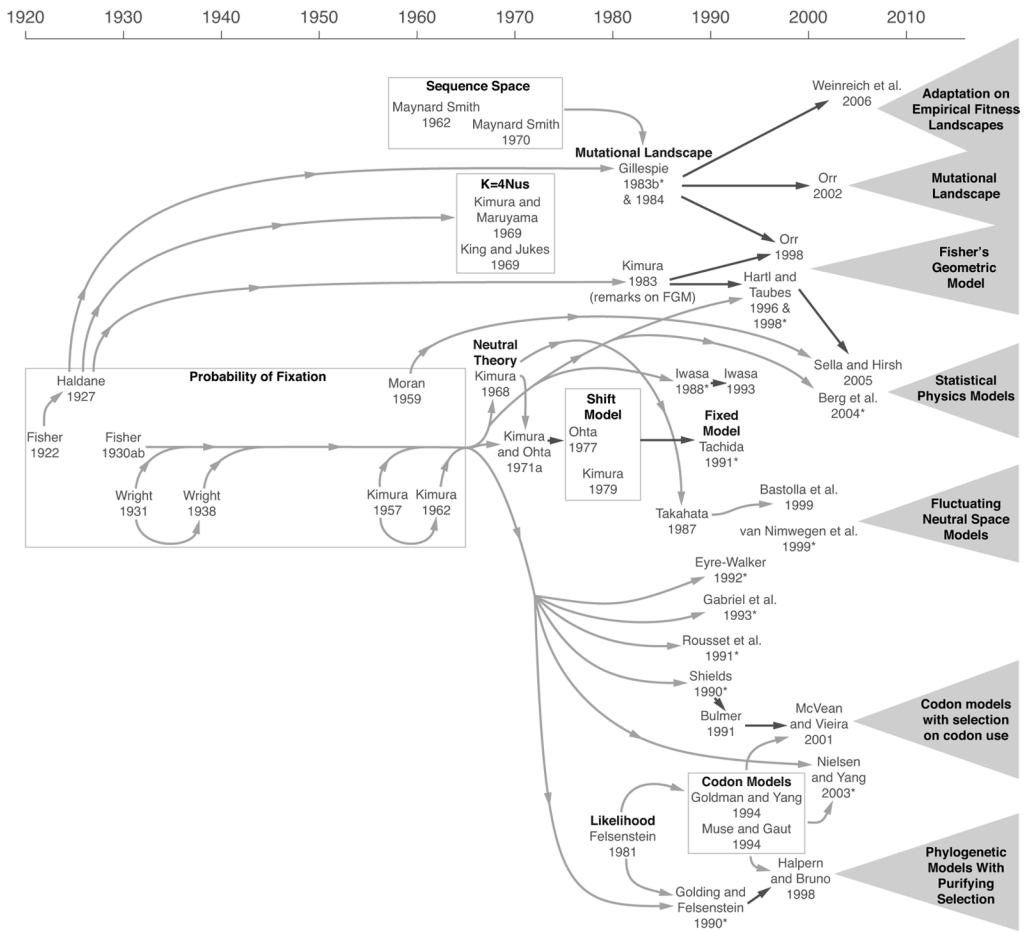 1920 1930 1940 1950 1960 1970 1980 1990 2000 2010
Sequence Space
Maynard Smith
1962
Maynard Smith
1970
Weinreich et al.
2006
Adaptation on
Empirical Fitness
Landscapes
Mutational Landscape
Gillespie
1983b*
& 1984
Orr
2002
Mutational
Landscape
K=4Nus
Kimura and
Maruyama
1969
King and Jukes
1969
Orr
1998
Fisher's
Geometric
Model
Kimura
1983
(remarks on FGM)
Hartl and
Taubes
1996 &
1998*
Probability of Fixation
Haldane
1927
Moran
1959
Fisher
1922
Fisher
1930ab
Wright
1931
Wright
1938
Kimura
1957
Kimura
1962
Neutral
Theory
Kimura
1968
Kimura
and Ohta
1971a
Shift
Model
Ohta
1977
Kimura
1979
Iwasa
1988*
Iwasa
1993
Fixed
Model
Tachida
1991*
Sella and Hirsh
2005
Berg et al.
2004*
Statistical
Physics Models
Takahata
1987
Bastolla et al.
1999
van Nimwegen et al.
1999*
Fluctuating
Neutral Space
Models
Eyre-Walker
1992*
Gabriel et al.
1993*
Rousset et al.
1991*
Shields
1990*
Bulmer
1991
McVean
and Vieira
2001
Codon models
with selection
on codon use
Nielsen
and Yang
2003*
Codon Models
Goldman and Yang
1994
Muse and Gaut
1994
Likelihood
Felsenstein
1981
Golding and
Felsenstein
1990*
Halpern
and Bruno
1998
Phylogenetic
Models With
Purifying
Selection